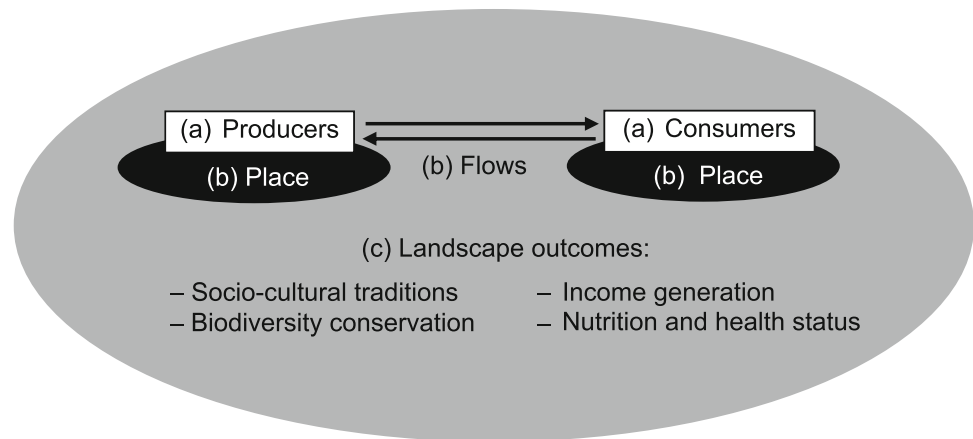 (a) Producers
(a) Consumers
(b) Flows
(b) Place
(b) Place
(c) Landscape outcomes:
– Socio-cultural traditions
– Income generation
– Biodiversity conservation
– Nutrition and health status